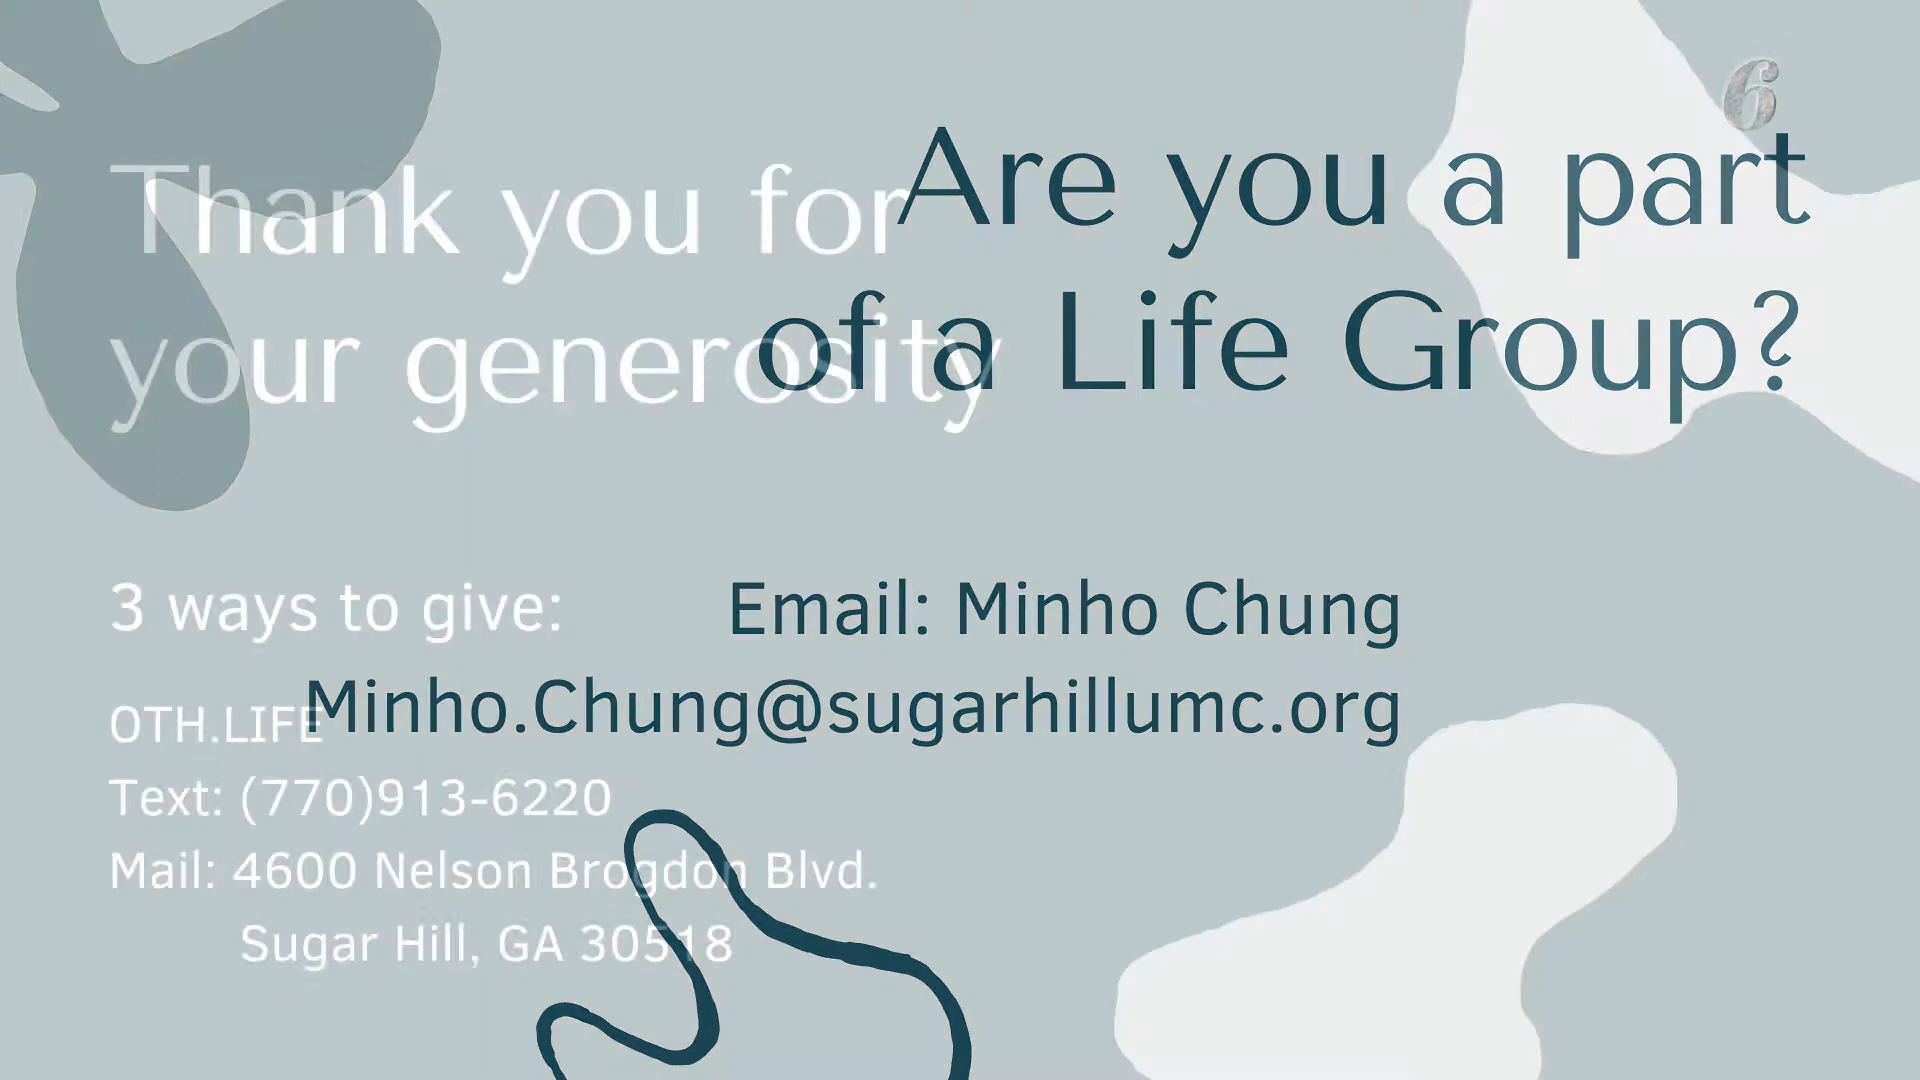 6
Thank you for
your generosity
Are you a part
of a Life Group?
3 ways to give:
OTH.LIFE
Text: (770)913-6220
Mail: 4600 Nelson Brogdon Blvd.
Sugar Hill, GA 30518
Email: Minho Chung
Minho.Chung@sugarhillumc.org